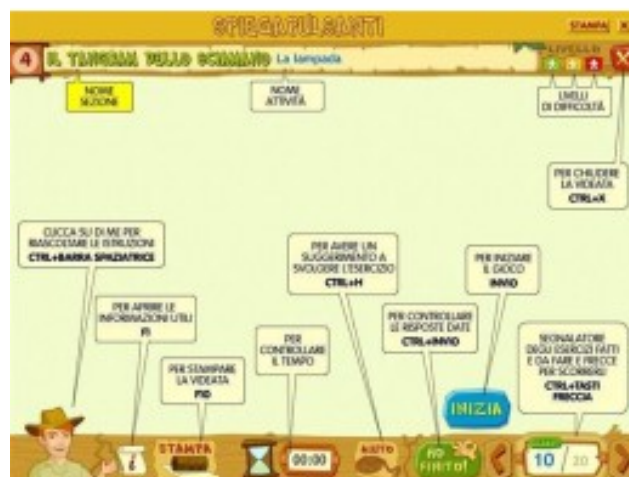 SPIEGAPULSANTI
STAMPA X
4 IL TANGRAM DELLO SCIAMANO La lampada
LIVELLO
X
NOME
SEZIONE
NOME
ATTIVITÀ
LIVELLI
DI DIFFICOLTÀ
PER CHIUDERE
LA VIDEATA
CTRL+X
CLICCA SU DI ME PER
RIASCOLTARE LE ISTRUZIONI
CTRL+BARRA SPAZIATRICE
PER AVERE UN
SUGGERIMENTO A
SVOLGERE L'ESERCIZIO
CTRL+H
PER INIZIARE
IL GIOCO
INVIO
PER APRIRE LE
INFORMAZIONI UTILI
F1
PER CONTROLLARE
LE RISPOSTE DATE
CTRL+INVIO
PER
CONTROLLARE
IL TEMPO
SEGNALATORE
DEGLI ESERCIZI FATTI
E DA FARE E FRECCE
PER SCORRERLI
CTRL+TASTI
FRECCIA
PER STAMPARE
LA VIDEATA
F10
INIZIA
i
STAMPA
00:00
AIUTO
HO
FINITO!
10 / 20